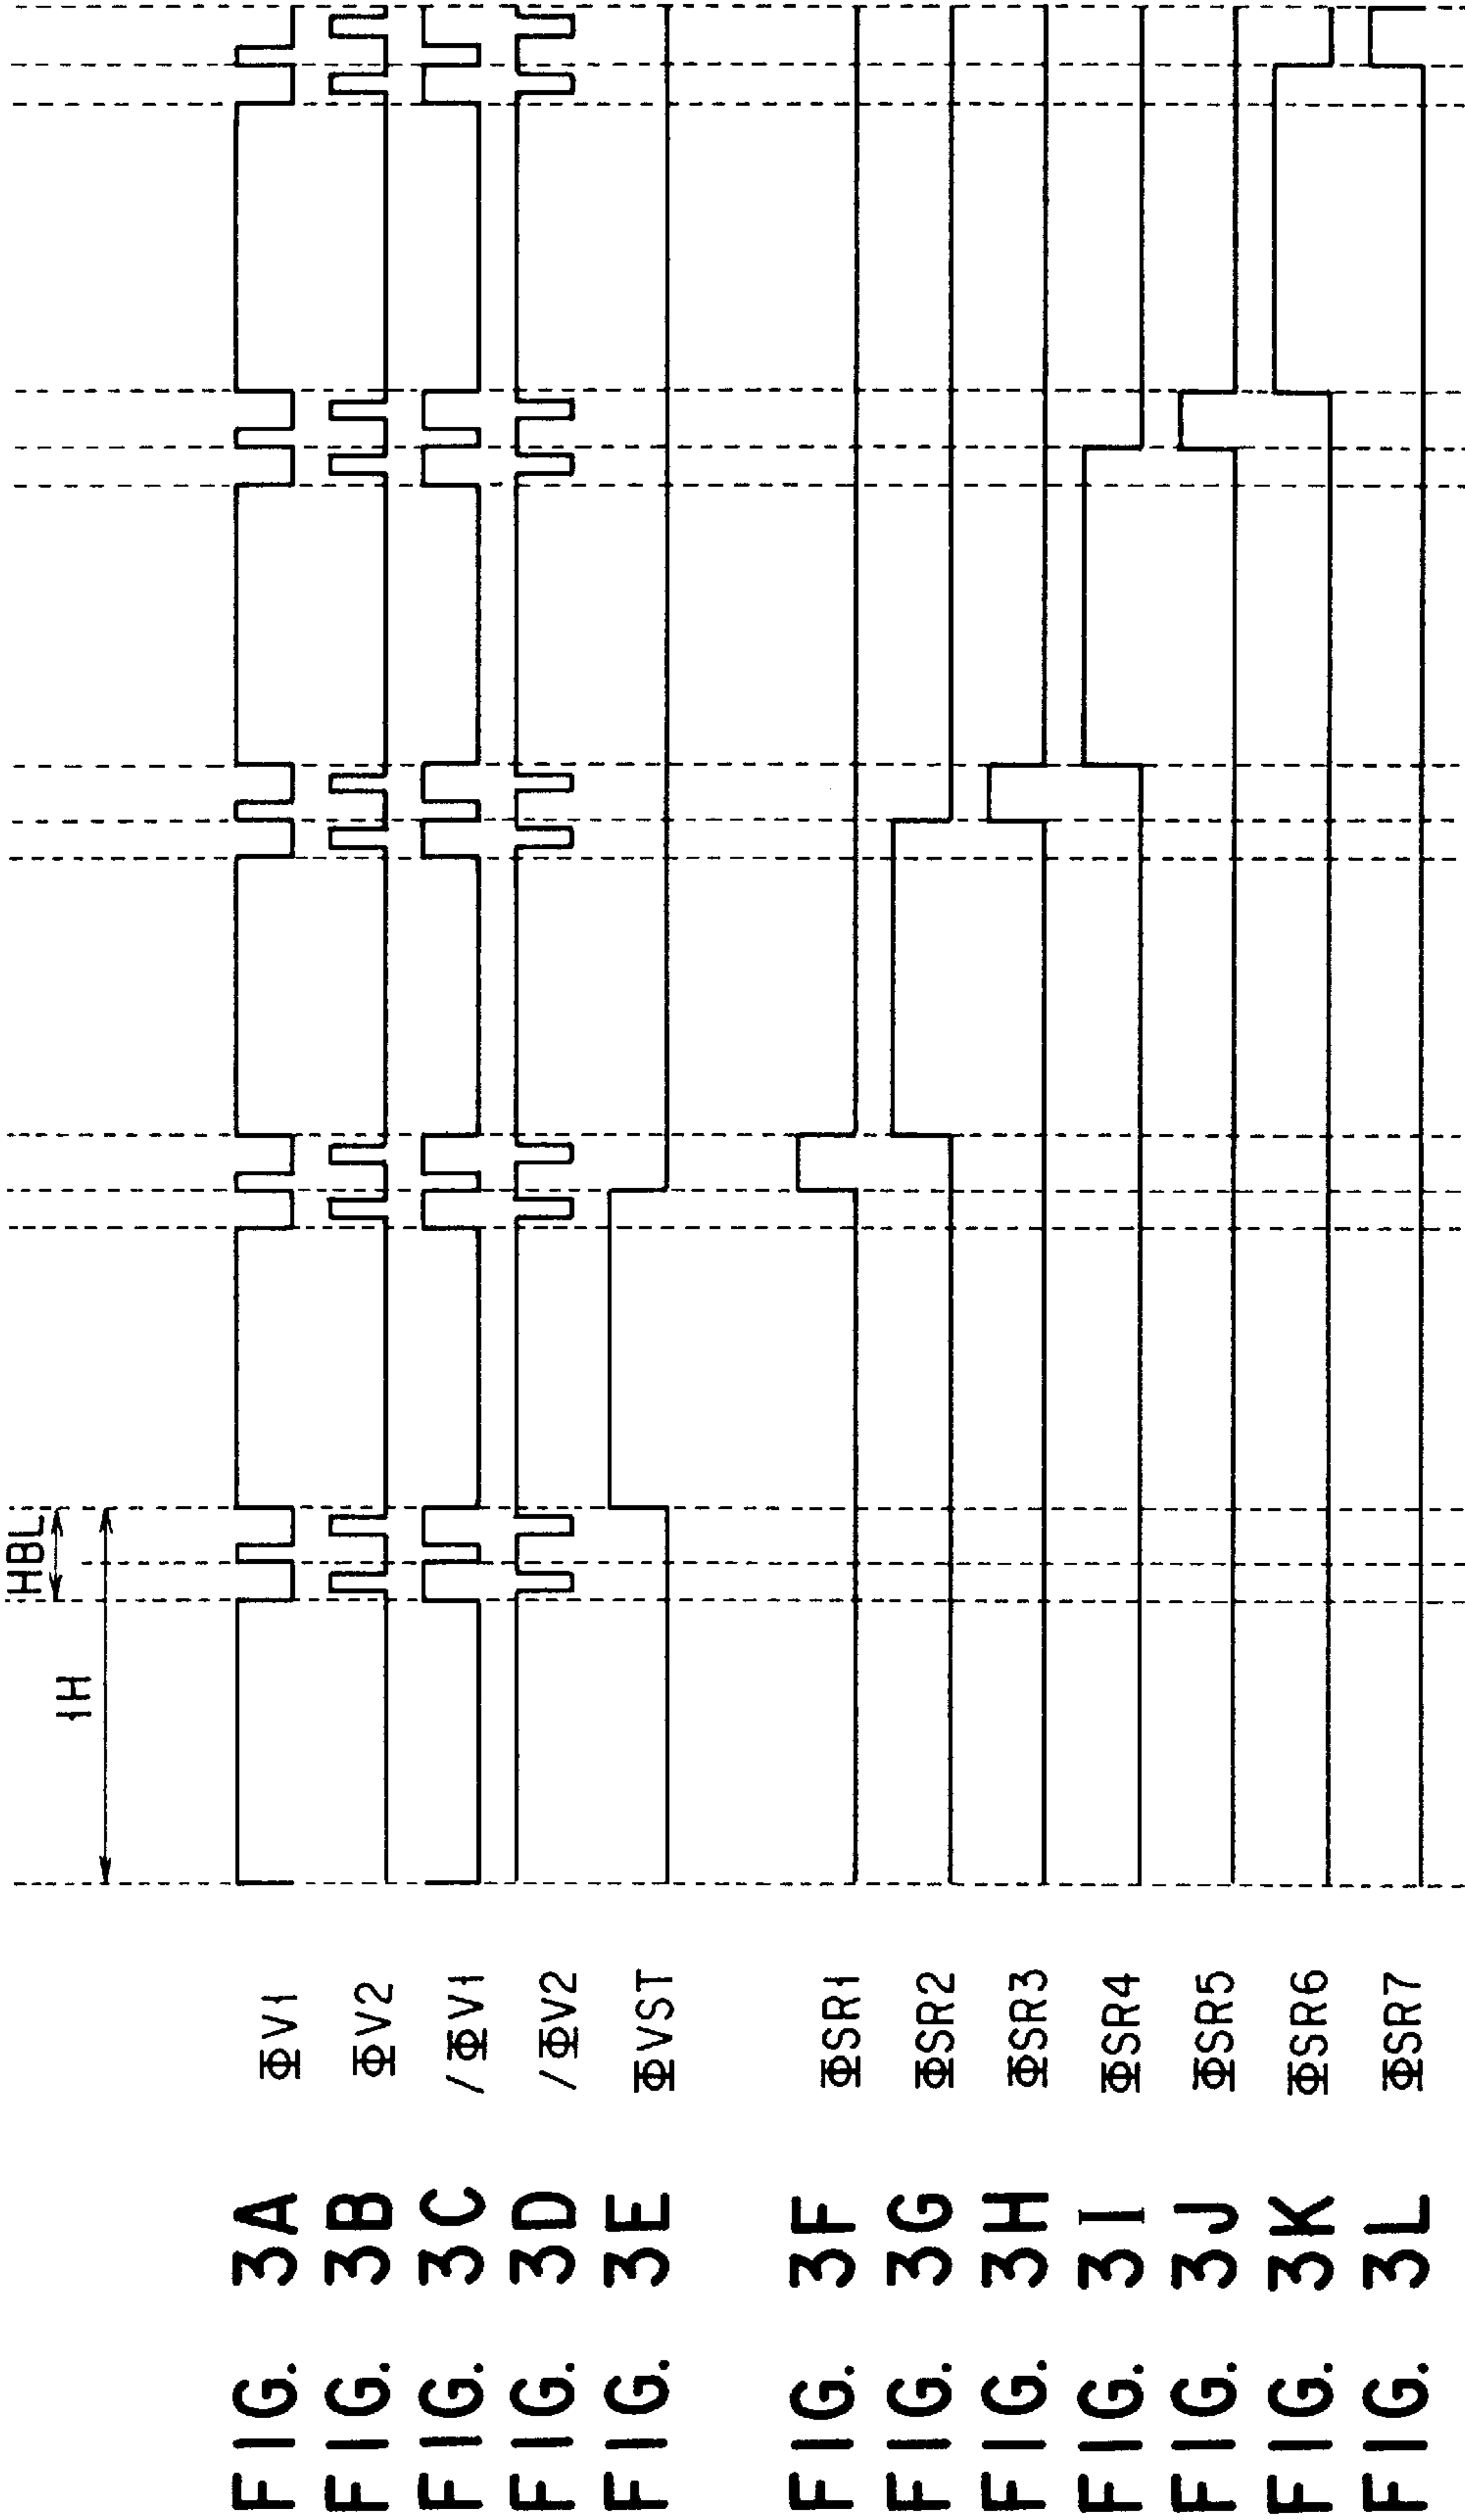 HBL
1H
FIG. 3A ΦV1
FIG. 3B ΦV2
FIG. 3C /ΦV1
FIG. 3D /ΦV2
FIG. 3E ΦVST
FIG. 3F ΦSR1
FIG. 3G ΦSR2
FIG. 3H ΦSR3
FIG. 3I ΦSR4
FIG. 3J ΦSR5
FIG. 3K ΦSR6
FIG. 3L ΦSR7